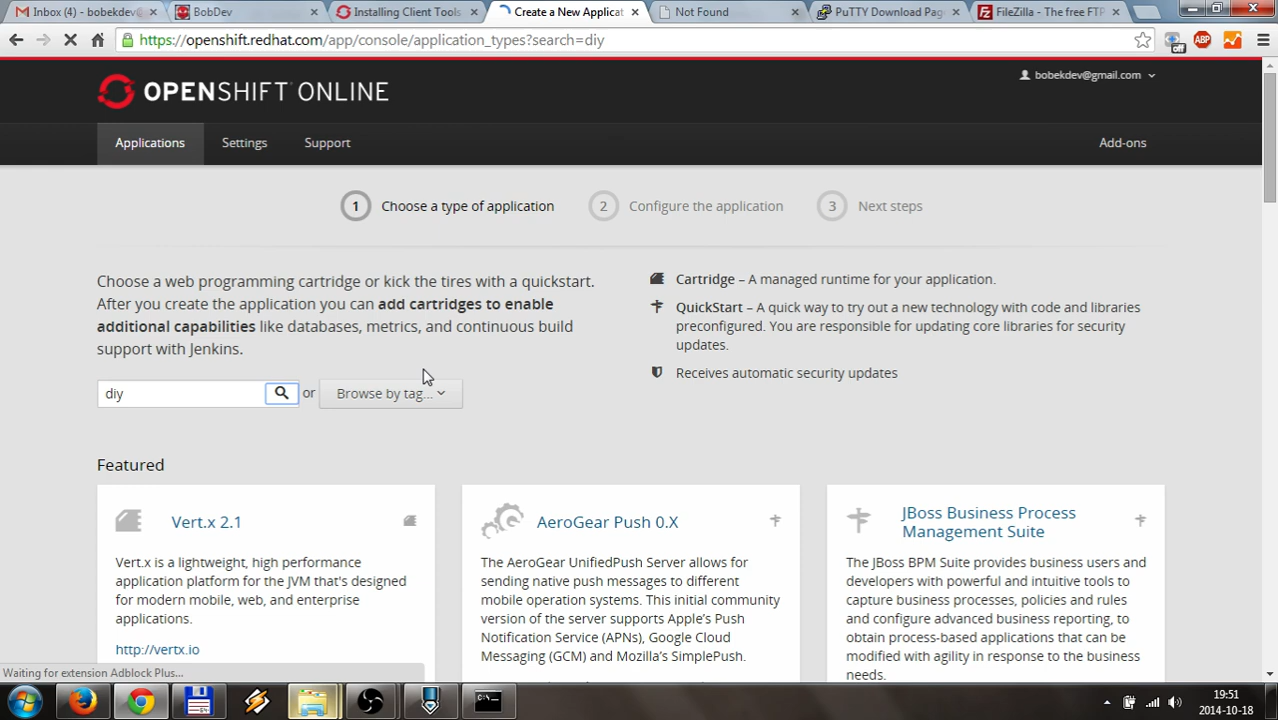 Inbox (4) - bobekdev@
BobDev
Installing Client Tools
Create a New Applicat
Not Found
PuTTY Download Page
FileZilla - The free FTP
https://openshift.redhat.com/app/console/application_types?search=diy
off
ABP
OPENSHIFT ONLINE
bobekdev@gmail.com
Applications
Settings
Support
Add-ons
1 Choose a type of application
2 Configure the application
3 Next steps
Choose a web programming cartridge or kick the tires with a quickstart.
After you create the application you can add cartridges to enable
additional capabilities like databases, metrics, and continuous build
support with Jenkins.
Cartridge – A managed runtime for your application.
QuickStart – A quick way to try out a new technology with code and libraries
preconfigured. You are responsible for updating core libraries for security
updates.
Receives automatic security updates
diy
or
Browse by tag...
Featured
Vert.x 2.1
Vert.x is a lightweight, high performance
application platform for the JVM that's designed
for modern mobile, web, and enterprise
applications.
http://vertx.io
AeroGear Push 0.X
The AeroGear UnifiedPush Server allows for
sending native push messages to different
mobile operation systems. This initial community
version of the server supports Apple's Push
Notification Service (APNs), Google Cloud
Messaging (GCM) and Mozilla's SimplePush.
JBoss Business Process
Management Suite
The JBoss BPM Suite provides business users and
developers with powerful and intuitive tools to
capture business processes, policies and rules
and configure advanced business reporting, to
obtain process-based applications that can be
modified with agility in response to the business
needs.
Waiting for extension Adblock Plus...
19:51
2014-10-18